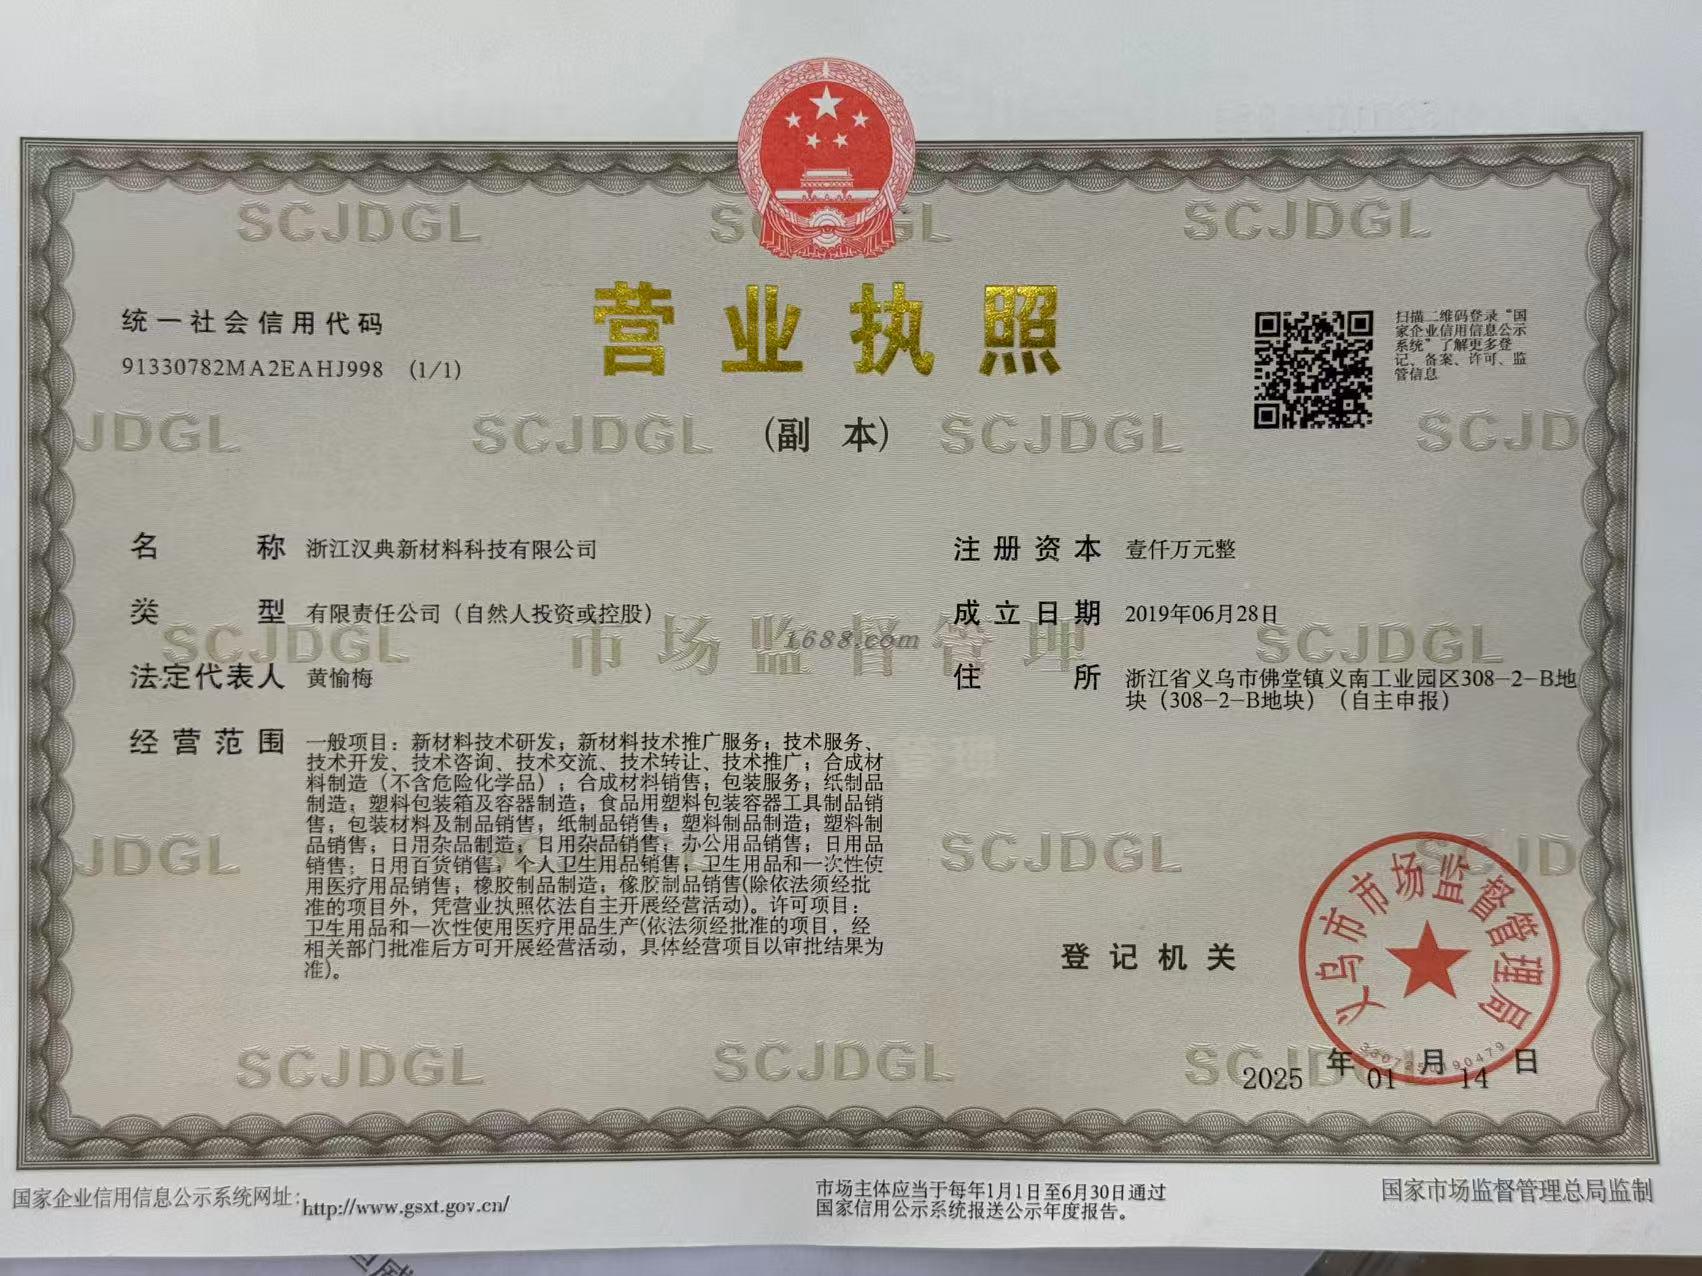 SCJDGL
SCJDGL
SCJDGL
营业执照
(副 本)
统一社会信用代码
91330782MA2EAHJ998 (1/1)
扫描二维码登录“国
家企业信用信息公示
系统”了解更多登
记、备案、许可、监
管信息
JDGL
SCJDGL
SCJDGL
SCJD
名 称 浙江汉典新材料科技有限公司
类 型 有限责任公司（自然人投资或控股）
法定代表人 黄愉梅
经营范围 一般项目：新材料技术研发；新材料技术推广服务；技术服务、
技术开发、技术咨询、技术交流、技术转让、技术推广；合成材
料制造（不含危险化学品）；合成材料销售；包装服务；纸制品
制造；塑料包装箱及容器制造；食品用塑料包装容器工具制品销
售；包装材料及制品销售；纸制品销售；塑料制品制造；塑料制
品销售；日用杂品制造；日用杂品销售；办公用品销售；日用品
销售；日用百货销售；个人卫生用品销售；卫生用品和一次性使
用医疗用品销售；橡胶制品制造；橡胶制品销售(除依法须经批
准的项目外，凭营业执照依法自主开展经营活动)。许可项目：
卫生用品和一次性使用医疗用品生产(依法须经批准的项目，经
相关部门批准后方可开展经营活动，具体经营项目以审批结果为
准)。
注册资本 壹仟万元整
成立日期 2019年06月28日
住 所 浙江省义乌市佛堂镇义南工业园区308-2-B地
块（308-2-B地块）（自主申报）
SCJDGL
市场监督管理
SCJDGL
1688.com
JDGL
SCJDGL
SCJD
登记机关
义乌市市场监督管理局
2025年01月14日
SCJDGL
SCJDGL
SCJDGL
国家企业信用信息公示系统网址：http://www.gsxt.gov.cn/
市场主体应当于每年1月1日至6月30日通过
国家信用公示系统报送公示年度报告。
国家市场监督管理总局监制